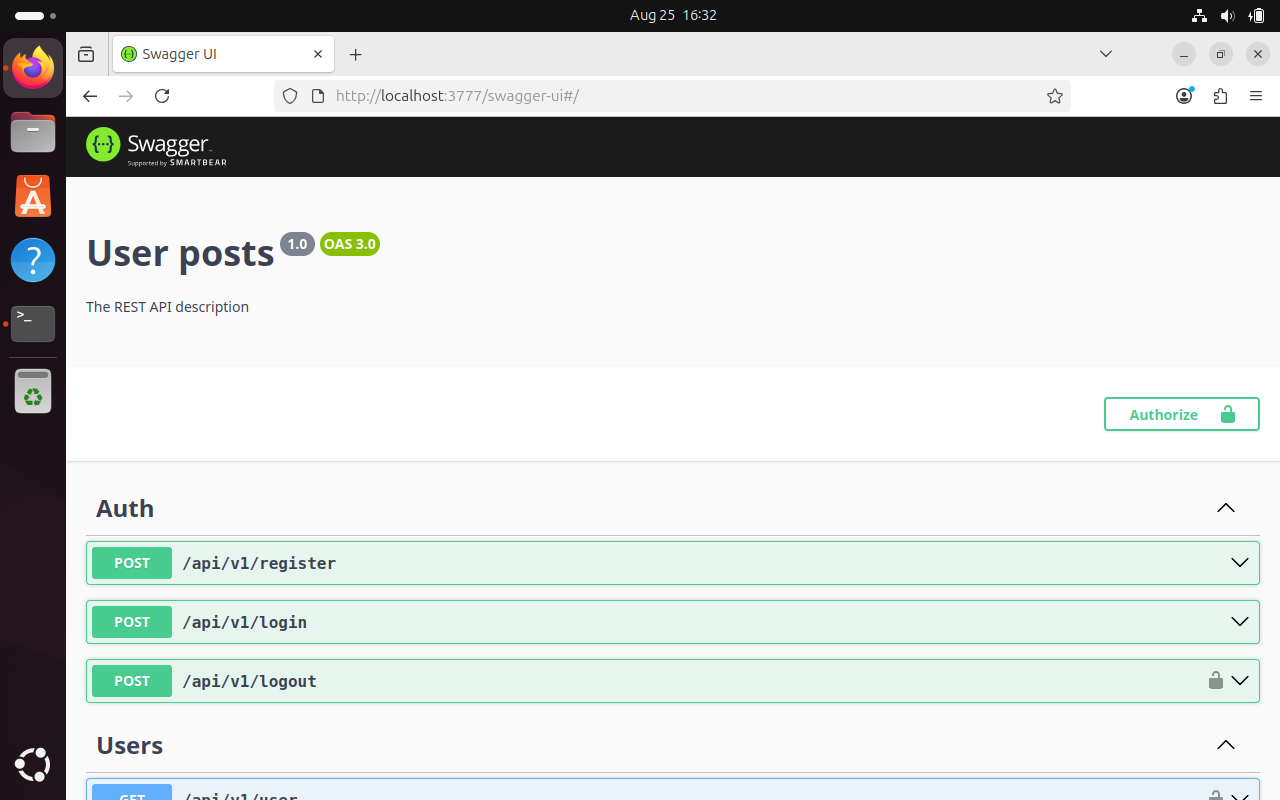 Aug 25 16:32
Swagger UI
http://localhost:3777/swagger-ui#/
Swagger
Supported by SMARTBEAR
User posts 1.0 OAS 3.0
The REST API description
Authorize
Auth
POST /api/v1/register
POST /api/v1/login
POST /api/v1/logout
Users
GET /api/v1/user